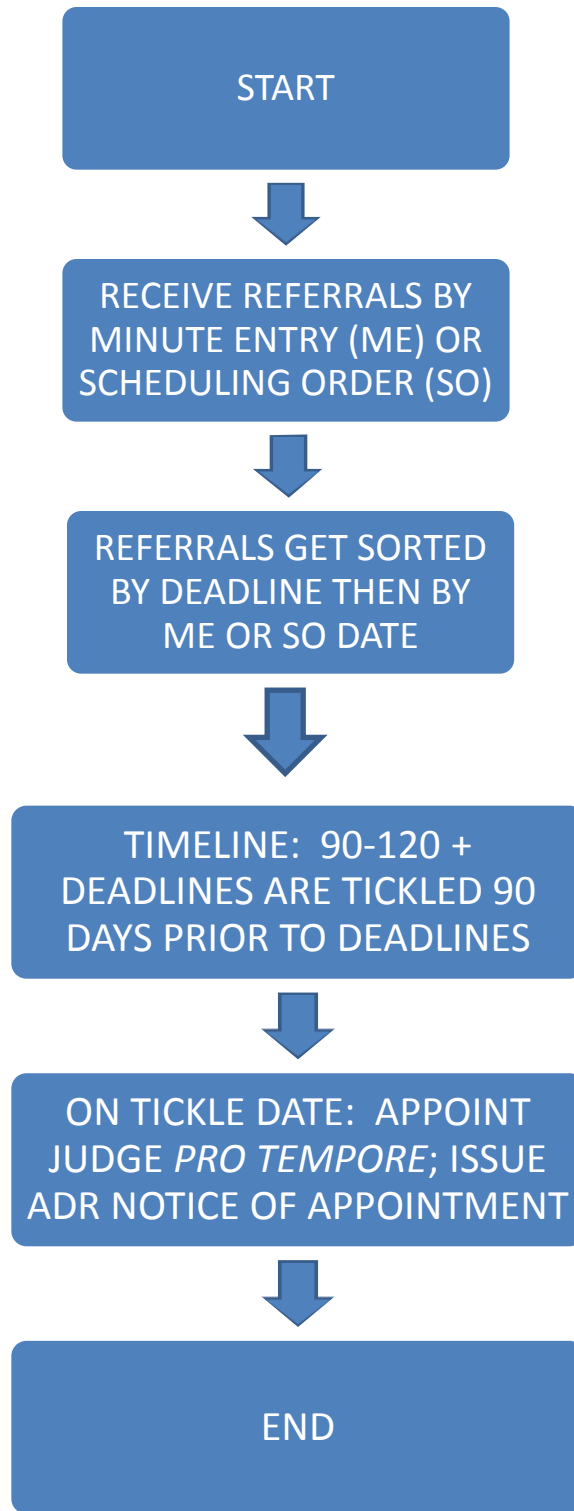 START
RECEIVE REFERRALS BY
MINUTE ENTRY (ME) OR
SCHEDULING ORDER (SO)
REFERRALS GET SORTED
BY DEADLINE THEN BY
ME OR SO DATE
TIMELINE:  90-120 +
DEADLINES ARE TICKLED 90
DAYS PRIOR TO DEADLINES
ON TICKLE DATE:  APPOINT
JUDGE PRO TEMPORE; ISSUE
ADR NOTICE OF APPOINTMENT
END